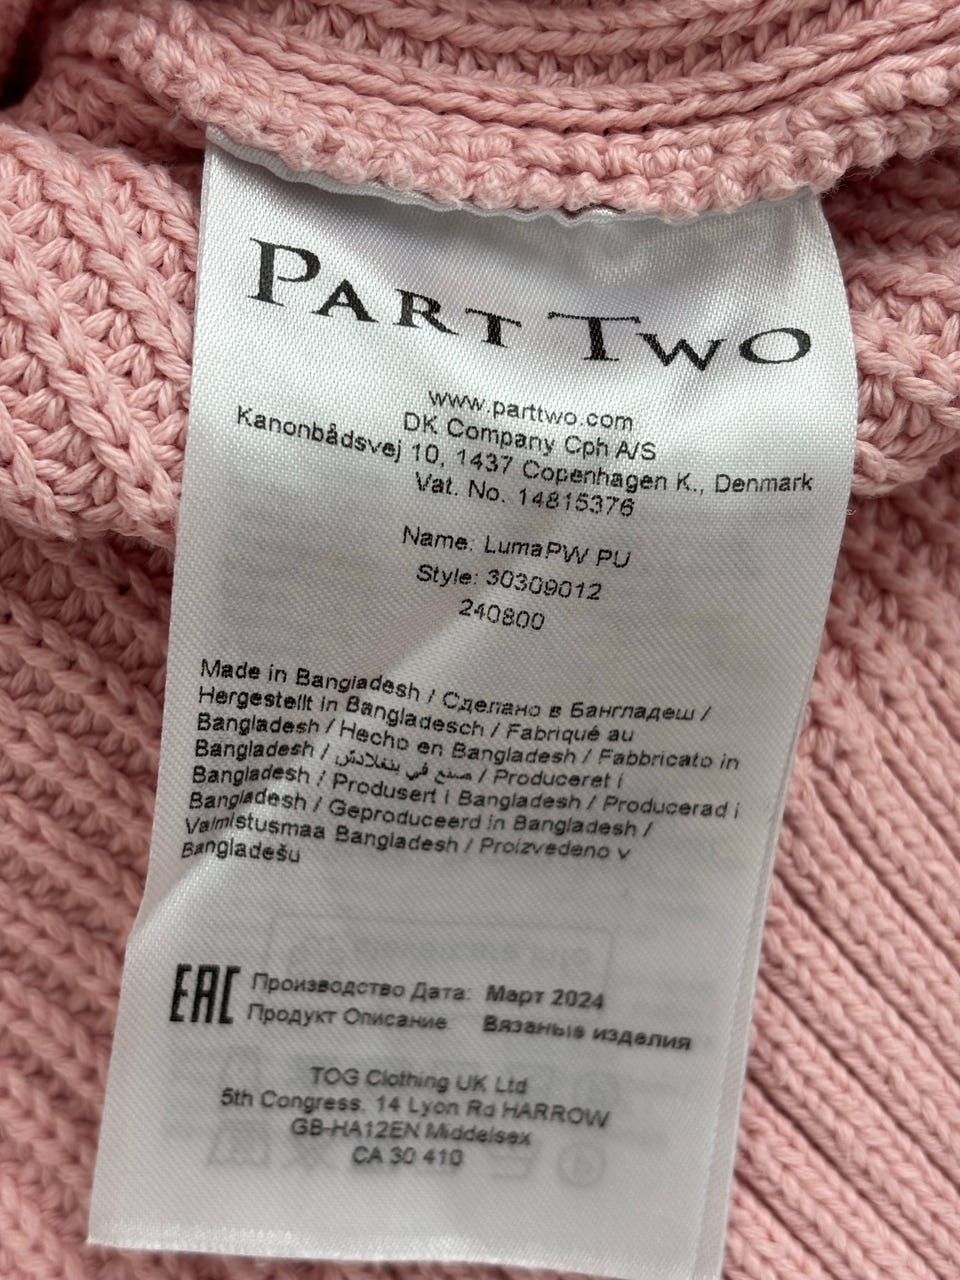 PART TWO
www.parttwo.com
DK Company Cph A/S
Kanonbådsvej 10, 1437 Copenhagen K., Denmark
Vat. No. 14815376
Name: LumaPW PU
Style: 30309012
240800
Made in Bangladesh / Сделано в Бангладеш /
Hergestellt in Bangladesch / Fabriqué au
Bangladesh / Hecho en Bangladesh / Fabbricato in
Bangladesh / صنع في بنغلادش / Produceret i
Bangladesh / Produsert i Bangladesh / Producerad i
Bangladesh / Geproduceerd in Bangladesh /
Valmistusmaa Bangladesh / Proizvedeno v
Bangladešu
EAC Производство Дата: Март 2024
Продукт Описание Вязаные изделия
TOG Clothing UK Ltd
5th Congress. 14 Lyon Rd HARROW
GB-HA12EN Middelsex
CA 30 410